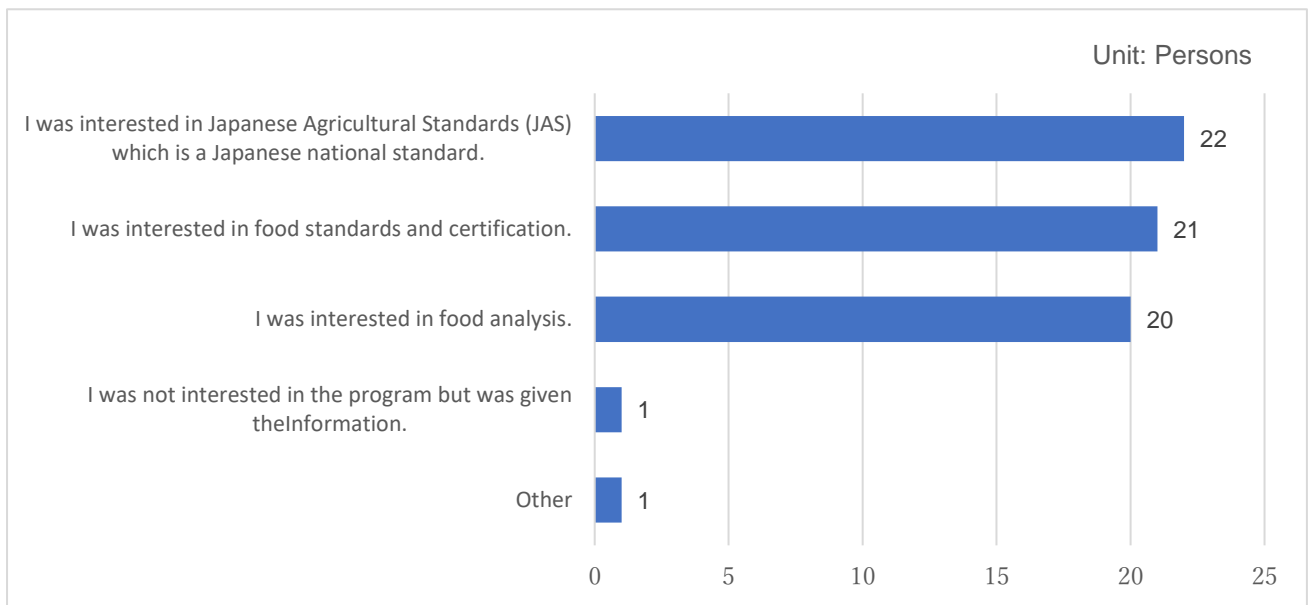 Unit: Persons
I was interested in Japanese Agricultural Standards (JAS)
which is a Japanese national standard.
22
I was interested in food standards and certification.
21
I was interested in food analysis.
20
I was not interested in the program but was given
theInformation.
1
Other
1
0 5 10 15 20 25